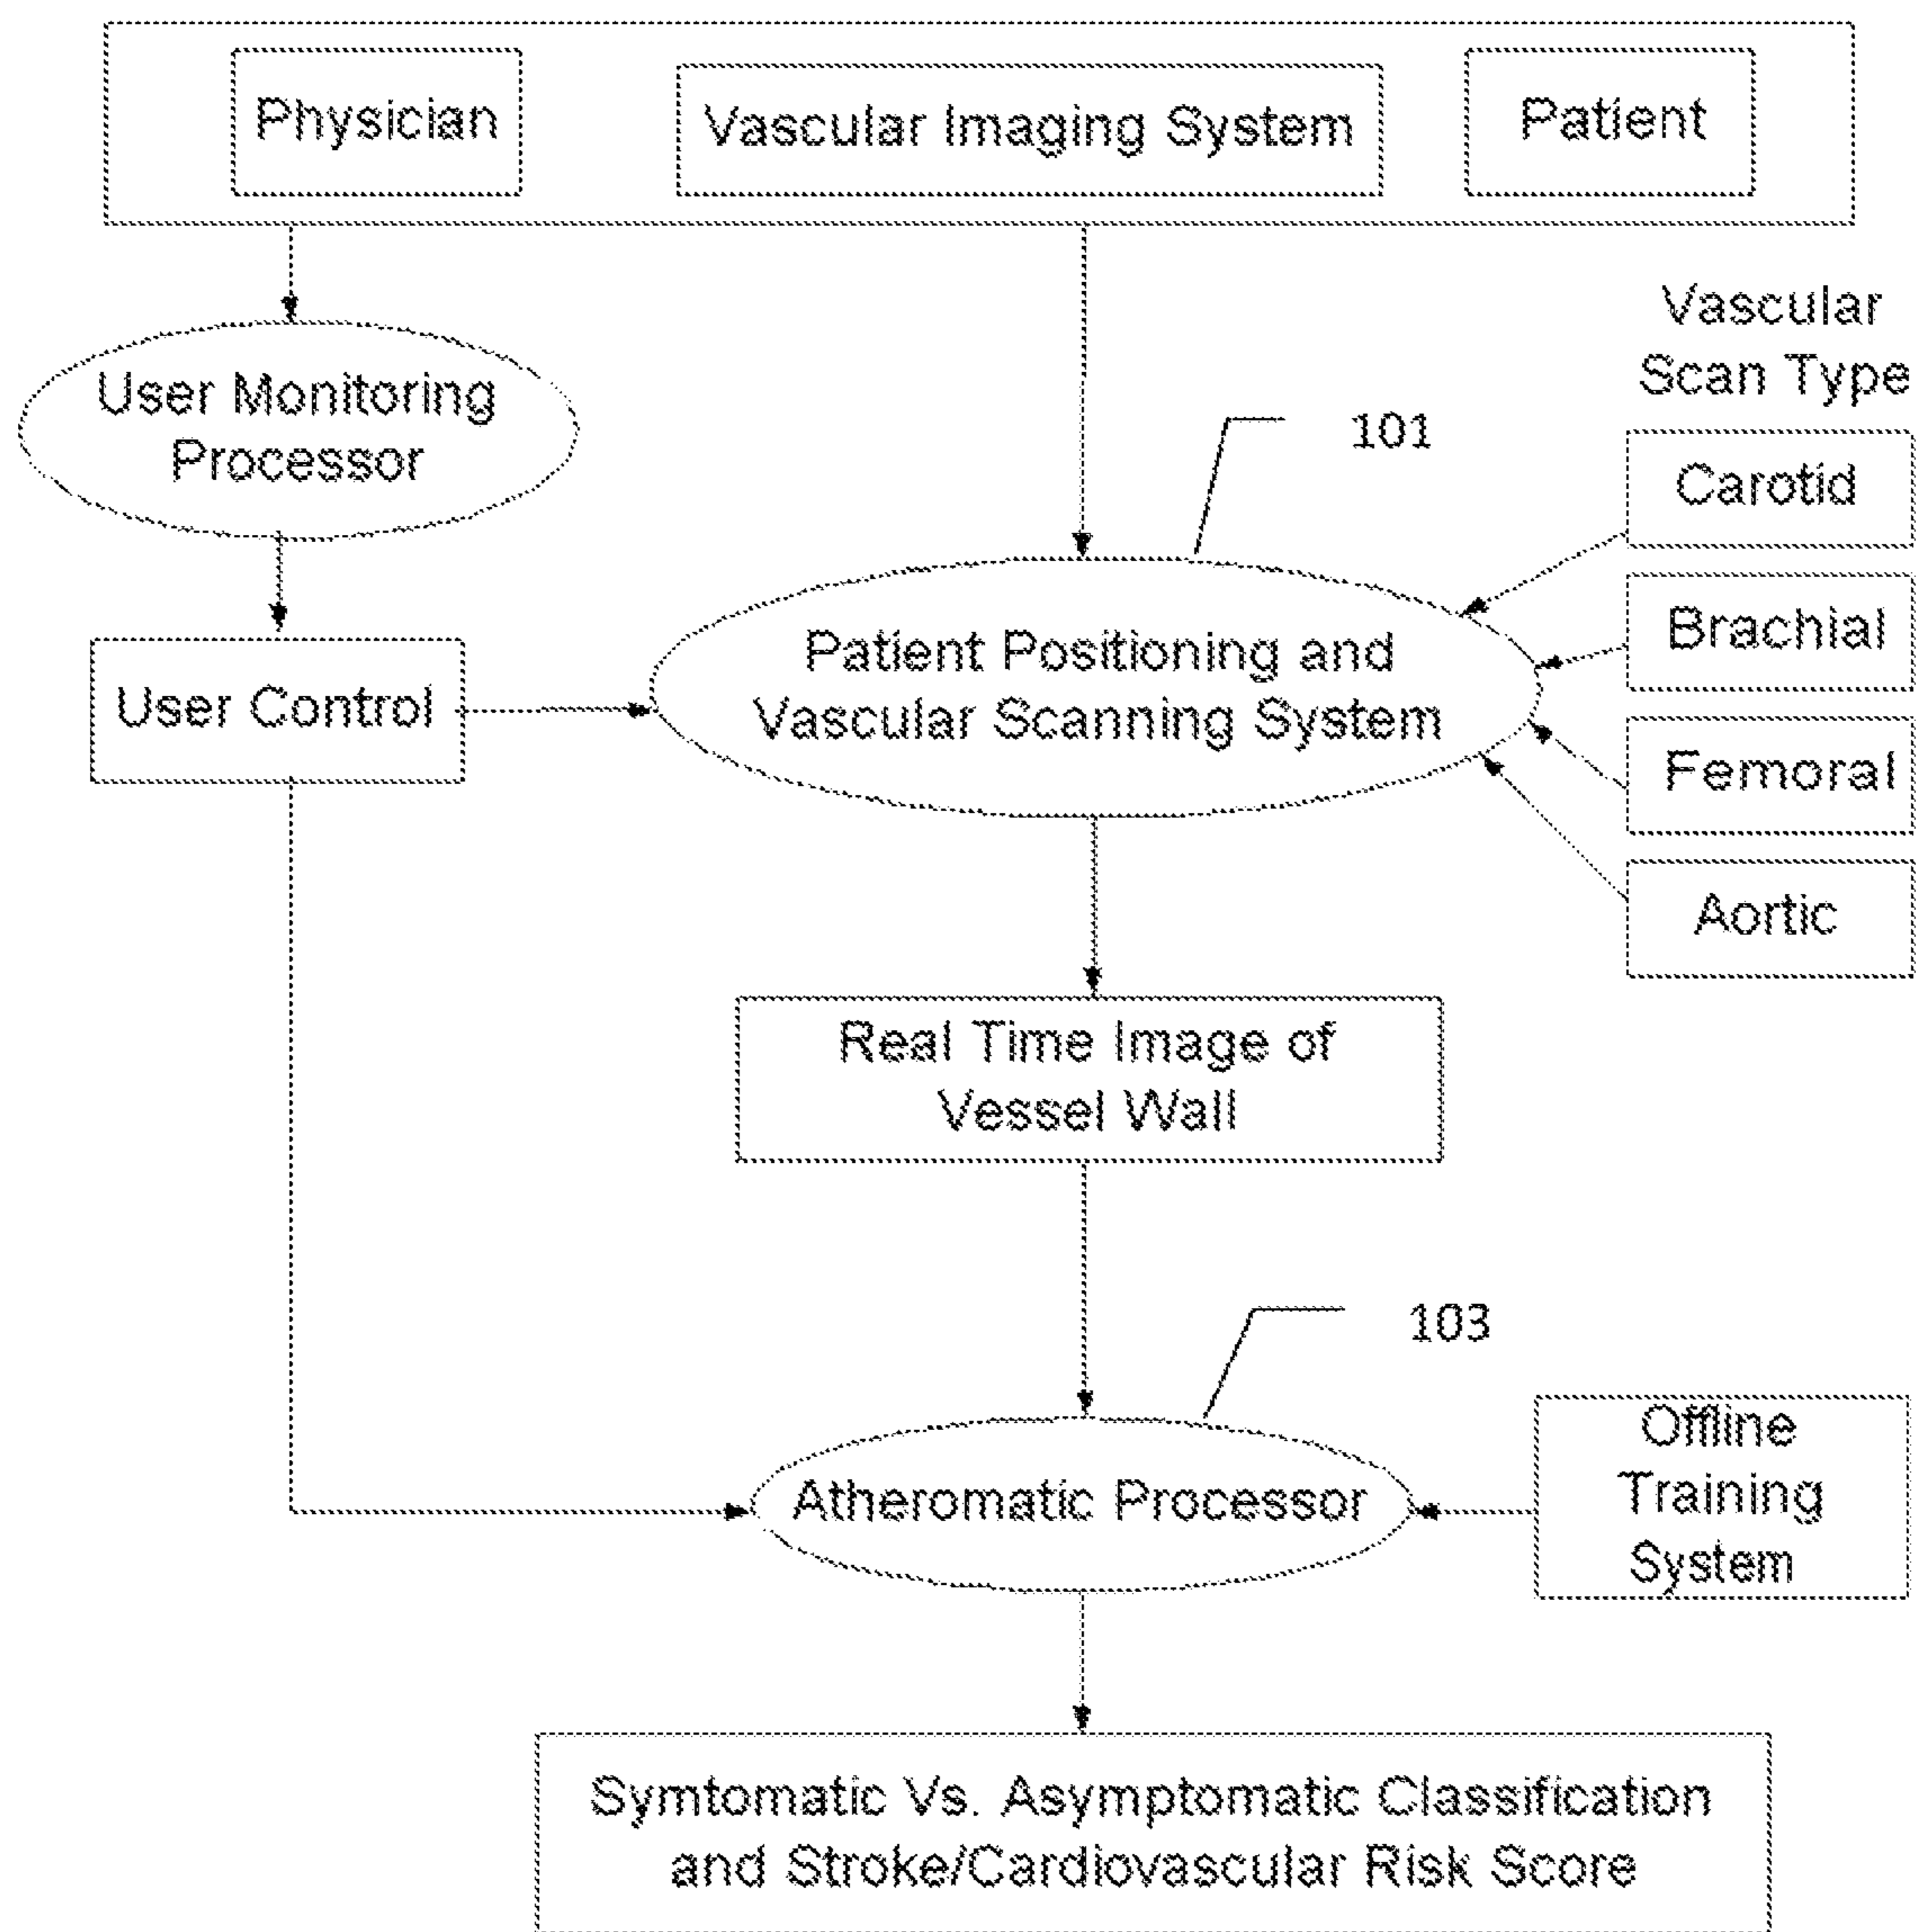 Physician
Vascular Imaging System
Patient
Vascular
Scan Type
User Monitoring
Processor
101
Carotid
Brachial
Femoral
Aortic
User Control
Patient Positioning and
Vascular Scanning System
Real Time Image of
Vessel Wall
103
Atheromatic Processor
Offline
Training
System
Symtomatic Vs. Asymptomatic Classification
and Stroke/Cardiovascular Risk Score